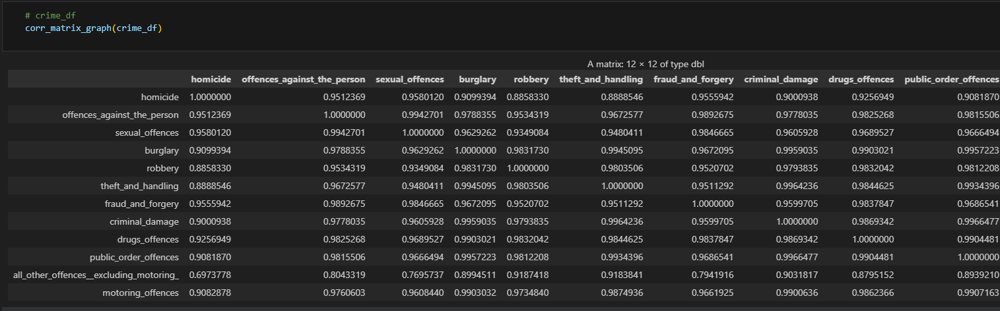 # crime_df
corr_matrix_graph(crime_df)
A matrix: 12 × 12 of type dbl
homicide offences_against_the_person sexual_offences burglary robbery theft_and_handling fraud_and_forgery criminal_damage drugs_offences public_order_offences
homicide 1.0000000 0.9512369 0.9580120 0.9099394 0.8858330 0.8888546 0.9555942 0.9000938 0.9256949 0.9081870
offences_against_the_person 0.9512369 1.0000000 0.9942701 0.9788355 0.9534319 0.9672577 0.9892675 0.9778035 0.9825268 0.9815506
sexual_offences 0.9580120 0.9942701 1.0000000 0.9629262 0.9349084 0.9480411 0.9846665 0.9605928 0.9689527 0.9666494
burglary 0.9099394 0.9788355 0.9629262 1.0000000 0.9831730 0.9945095 0.9672095 0.9959035 0.9903021 0.9957223
robbery 0.8858330 0.9534319 0.9349084 0.9831730 1.0000000 0.9803506 0.9520702 0.9793835 0.9832042 0.9812208
theft_and_handling 0.8888546 0.9672577 0.9480411 0.9945095 0.9803506 1.0000000 0.9511292 0.9964236 0.9844625 0.9934396
fraud_and_forgery 0.9555942 0.9892675 0.9846665 0.9672095 0.9520702 0.9511292 1.0000000 0.9599705 0.9837847 0.9686541
criminal_damage 0.9000938 0.9778035 0.9605928 0.9959035 0.9793835 0.9964236 0.9599705 1.0000000 0.9869342 0.9966477
drugs_offences 0.9256949 0.9825268 0.9689527 0.9903021 0.9832042 0.9844625 0.9837847 0.9869342 1.0000000 0.9904481
public_order_offences 0.9081870 0.9815506 0.9666494 0.9957223 0.9812208 0.9934396 0.9686541 0.9966477 0.9904481 1.0000000
all_other_offences__excluding_motoring_ 0.6973778 0.8043319 0.7695737 0.8994511 0.9187418 0.9183841 0.7941916 0.9031817 0.8795152 0.8939210
motoring_offences 0.9082878 0.9760603 0.9608440 0.9903032 0.9734840 0.9874936 0.9661925 0.9900636 0.9862366 0.9907163